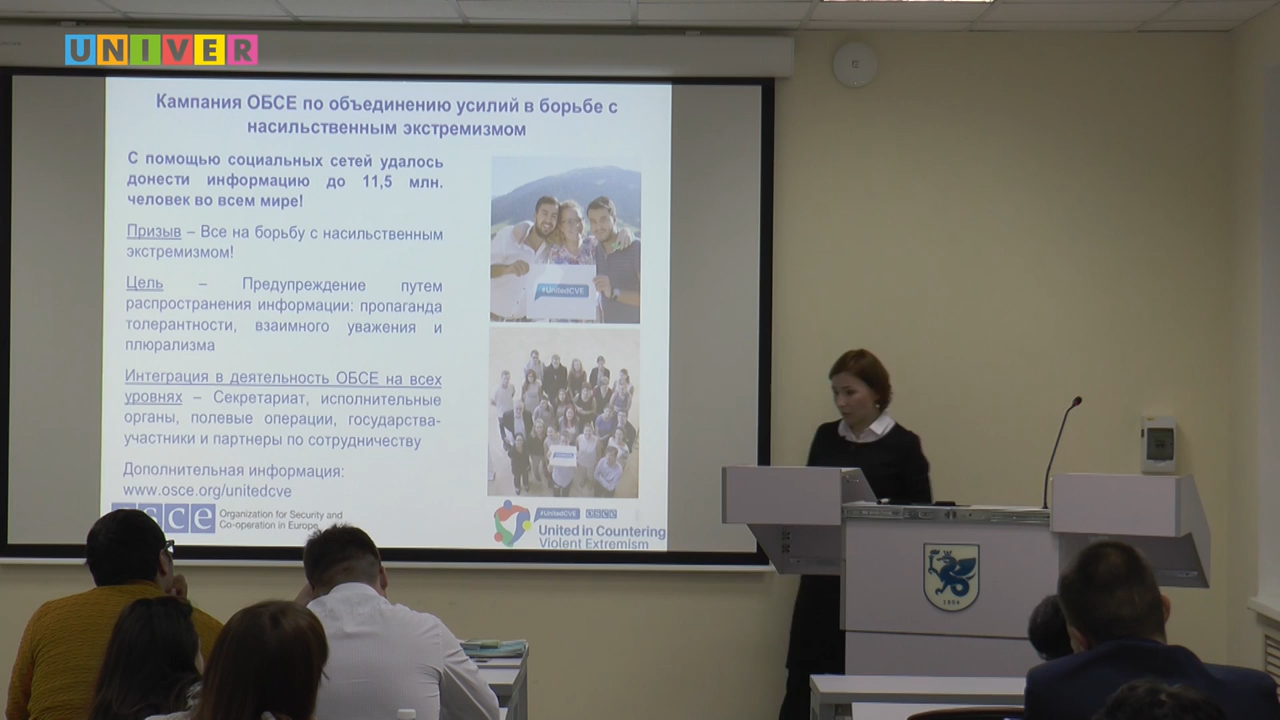 UNIVER
Кампания ОБСЕ по объединению усилий в борьбе с
насильственным экстремизмом
С помощью социальных сетей удалось
донести информацию до 11,5 млн.
человек во всем мире!
Призыв – Все на борьбу с насильственным
экстремизмом!
Цель – Предупреждение путем
распространения информации: пропаганда
толерантности, взаимного уважения и
плюрализма
Интеграция в деятельность ОБСЕ на всех
уровнях – Секретариат, исполнительные
органы, полевые операции, государства-
участники и партнеры по сотрудничеству
Дополнительная информация:
www.osce.org/unitedcve
osce Organization for Security and
Co-operation in Europe
#UnitedCVE
#UnitedCVE osce
United in Countering
Violent Extremism